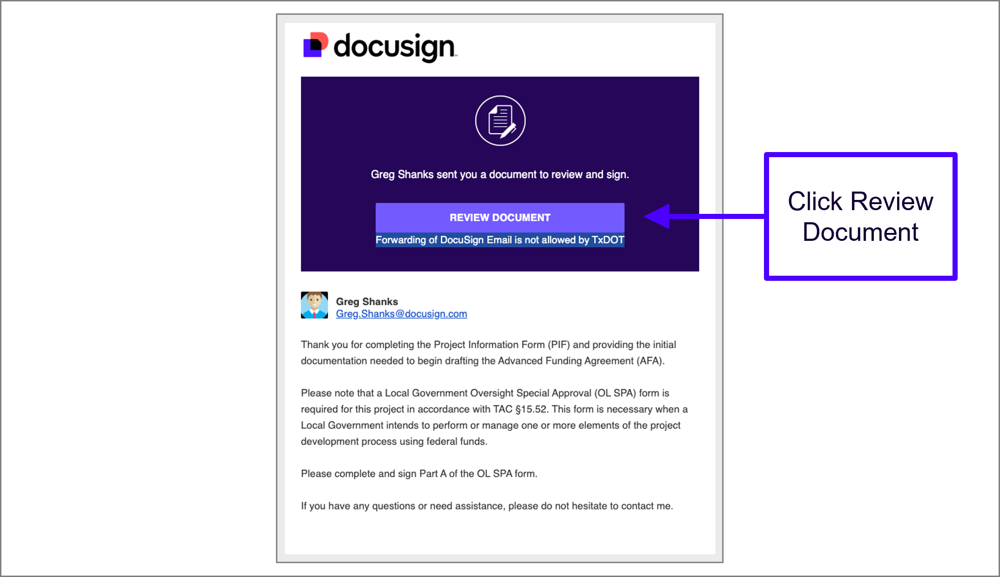 docusign™
Greg Shanks sent you a document to review and sign.
REVIEW DOCUMENT
Forwarding of DocuSign Email is not allowed by TxDOT
Click Review
Document
Greg Shanks
Greg.Shanks@docusign.com
Thank you for completing the Project Information Form (PIF) and providing the initial
documentation needed to begin drafting the Advanced Funding Agreement (AFA).
Please note that a Local Government Oversight Special Approval (OL SPA) form is
required for this project in accordance with TAC §15.52. This form is necessary when a
Local Government intends to perform or manage one or more elements of the project
development process using federal funds.
Please complete and sign Part A of the OL SPA form.
If you have any questions or need assistance, please do not hesitate to contact me.